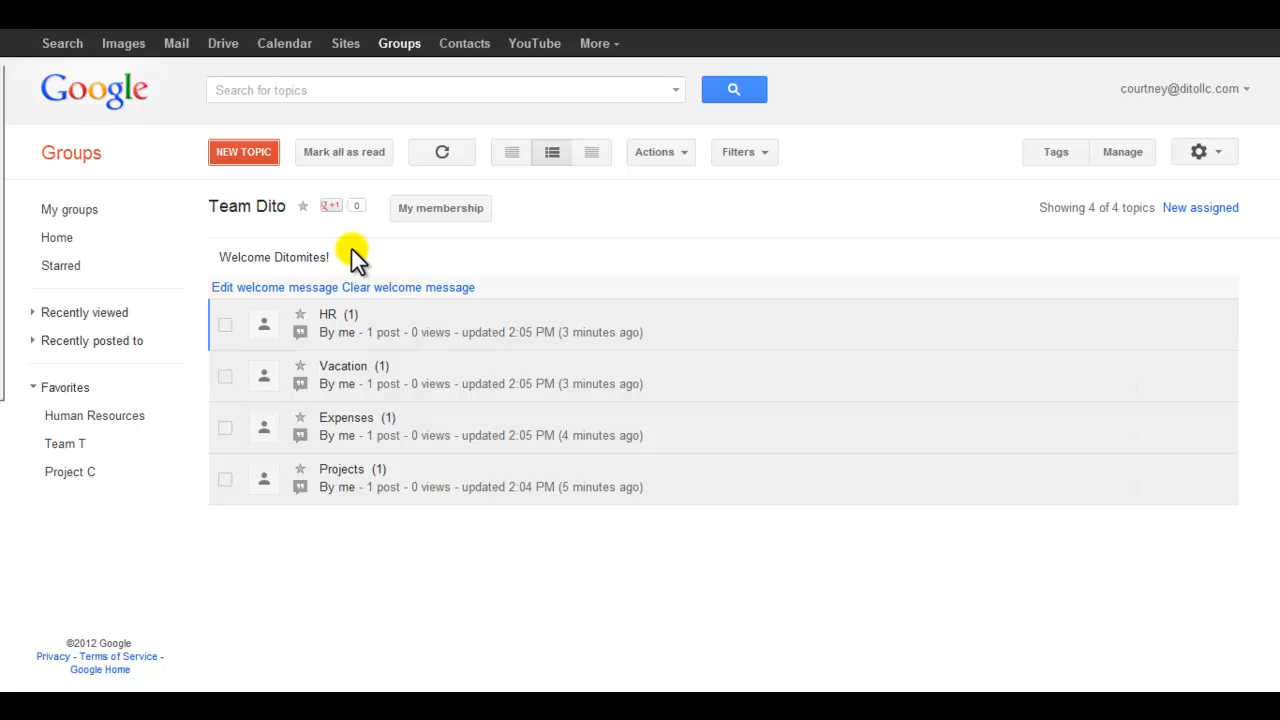 Search Images Mail Drive Calendar Sites Groups Contacts YouTube More
Google Search for topics courtney@ditollc.com
Groups NEW TOPIC Mark all as read Actions Filters Tags Manage
Team Dito +1 0 My membership Showing 4 of 4 topics New assigned
My groups
Home
Starred
Recently viewed
Recently posted to
Favorites
Human Resources
Team T
Project C
Welcome Ditomites!
Edit welcome message Clear welcome message
HR (1)
By me - 1 post - 0 views - updated 2:05 PM (3 minutes ago)
Vacation (1)
By me - 1 post - 0 views - updated 2:05 PM (3 minutes ago)
Expenses (1)
By me - 1 post - 0 views - updated 2:05 PM (4 minutes ago)
Projects (1)
By me - 1 post - 0 views - updated 2:04 PM (5 minutes ago)
©2012 Google
Privacy - Terms of Service -
Google Home